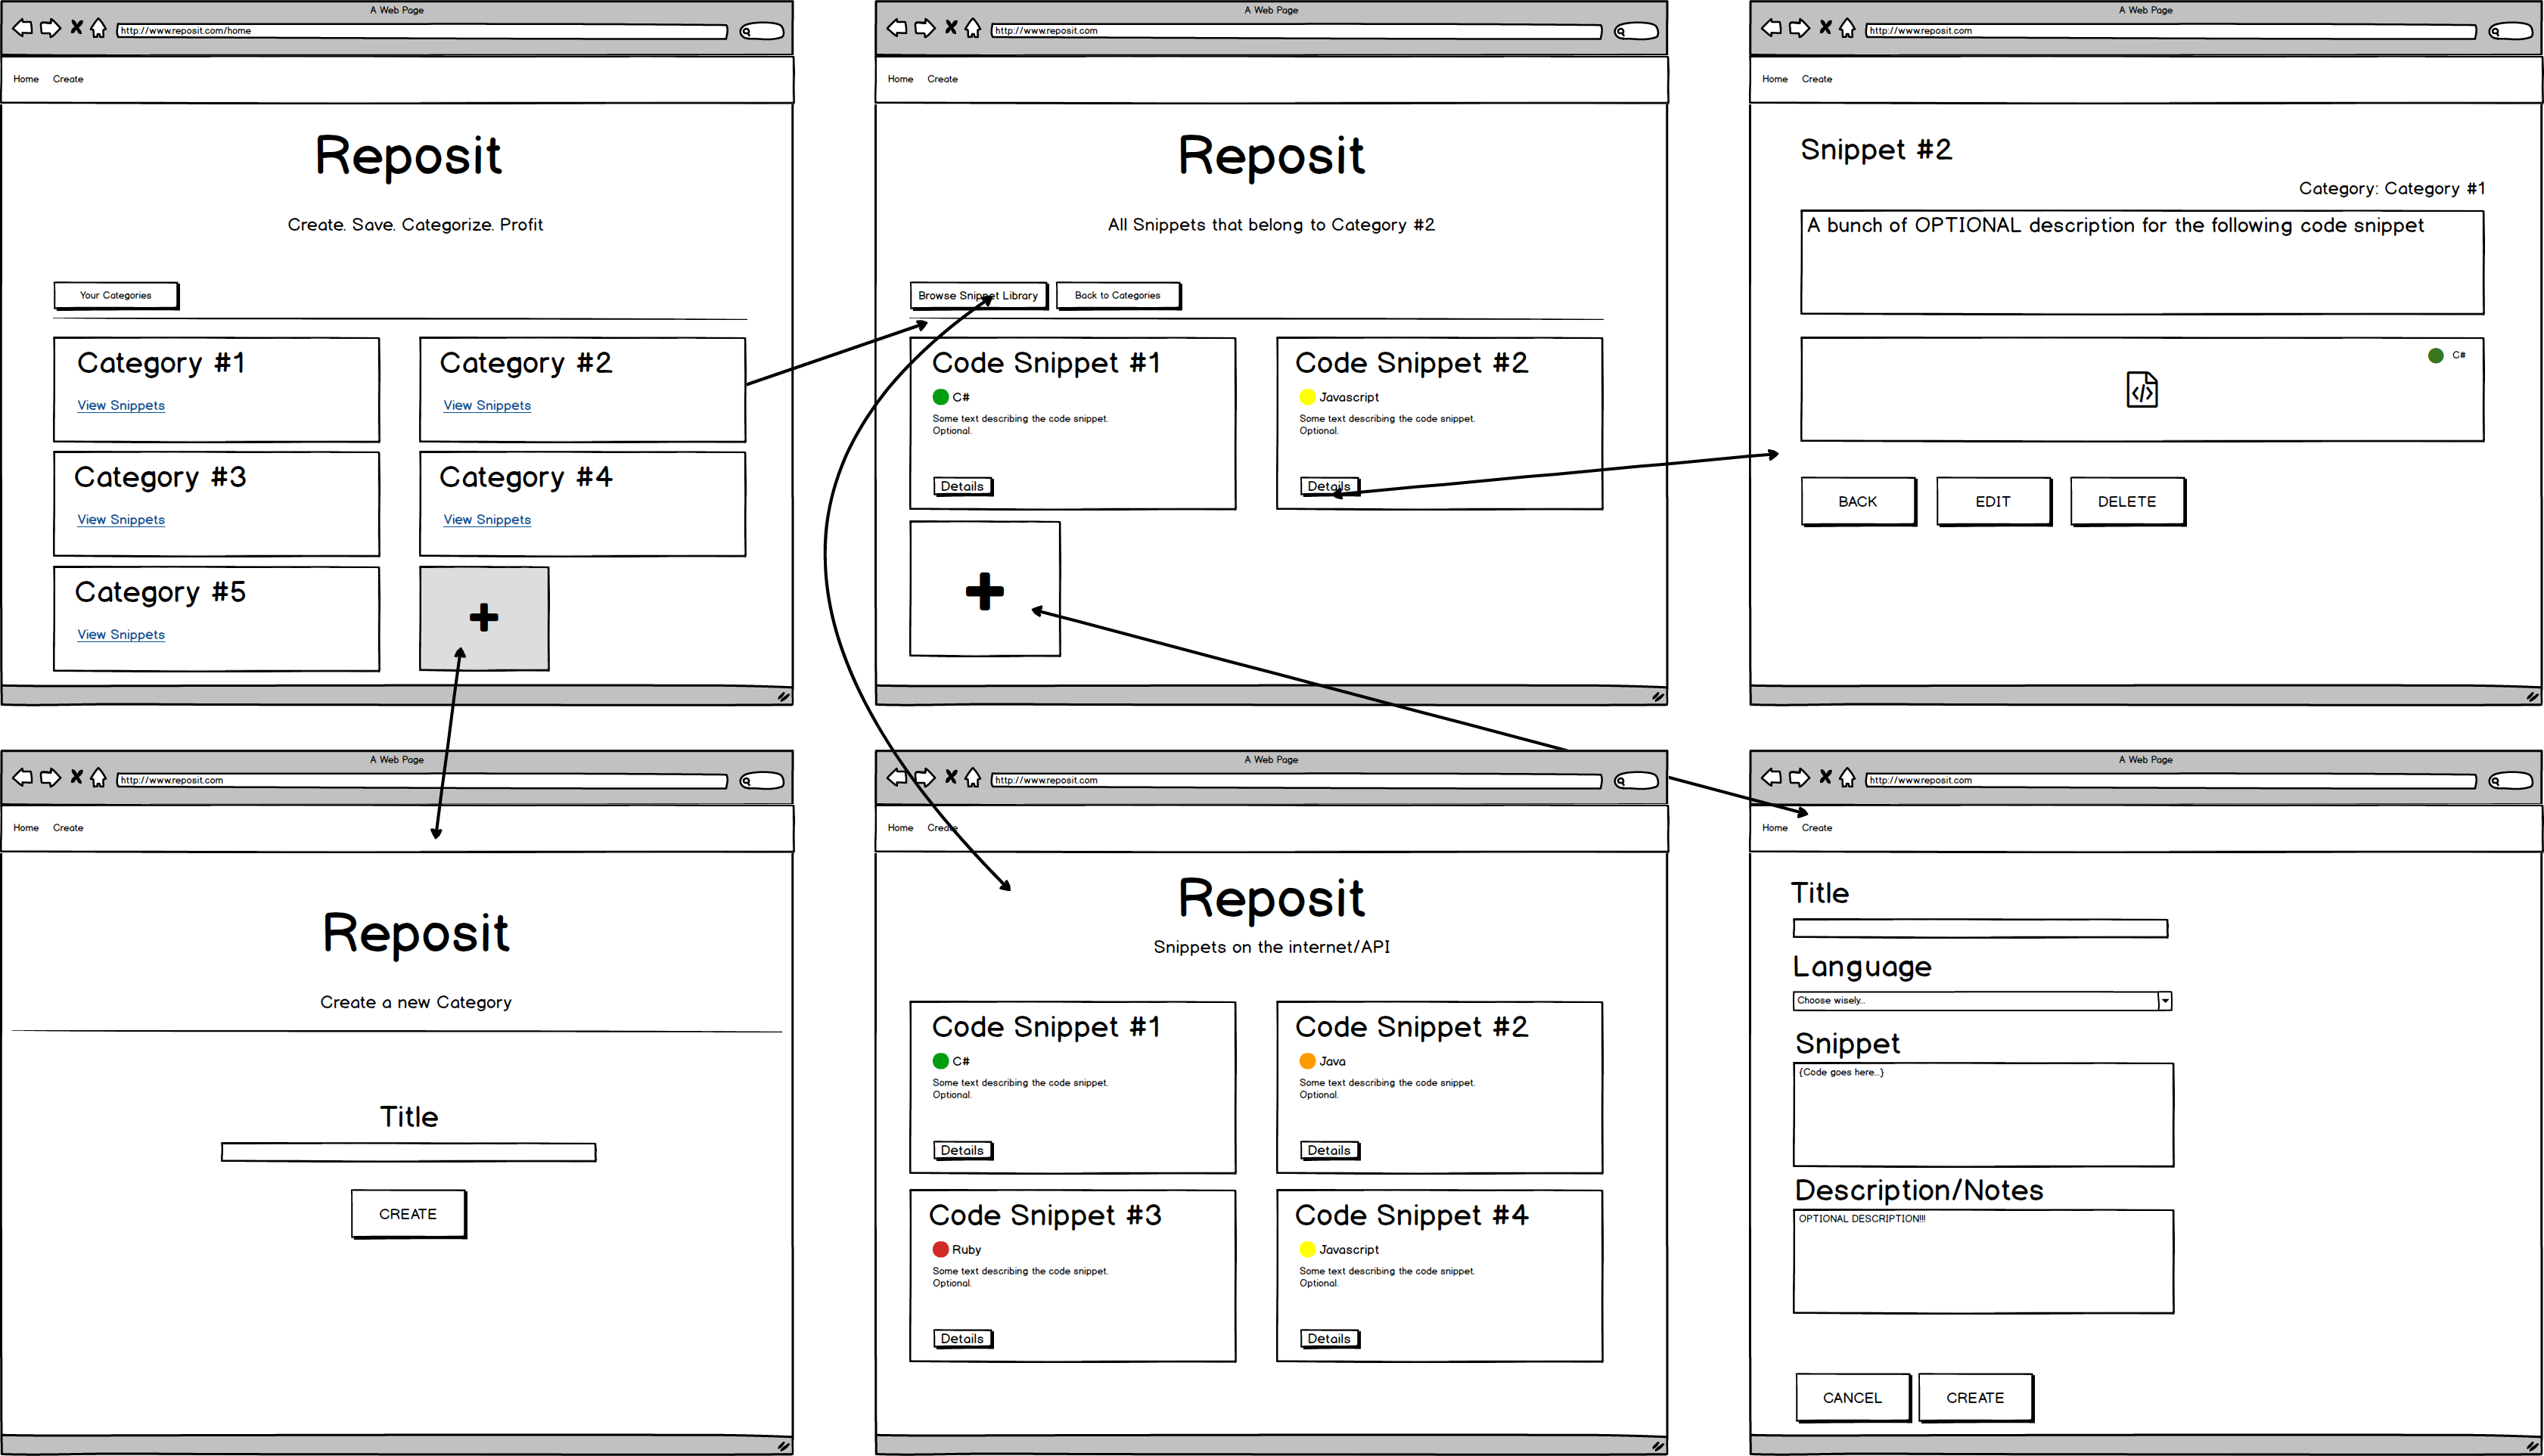 A Web Page
http://www.reposit.com/home
Home Create
Reposit
Create. Save. Categorize. Profit
Your Categories
Category #1
View Snippets
Category #2
View Snippets
Category #3
View Snippets
Category #4
View Snippets
Category #5
View Snippets
A Web Page
http://www.reposit.com
Home Create
Reposit
All Snippets that belong to Category #2
Browse Snippet Library
Back to Categories
Code Snippet #1
C#
Some text describing the code snippet.
Optional.
Details
Code Snippet #2
Javascript
Some text describing the code snippet.
Optional.
Details
A Web Page
http://www.reposit.com
Home Create
Snippet #2
Category: Category #1
A bunch of OPTIONAL description for the following code snippet
C#
BACK
EDIT
DELETE
A Web Page
http://www.reposit.com
Home Create
Reposit
Create a new Category
Title
CREATE
A Web Page
http://www.reposit.com
Home Create
Reposit
Snippets on the internet/API
Code Snippet #1
C#
Some text describing the code snippet.
Optional.
Details
Code Snippet #2
Java
Some text describing the code snippet.
Optional.
Details
Code Snippet #3
Ruby
Some text describing the code snippet.
Optional.
Details
Code Snippet #4
Javascript
Some text describing the code snippet.
Optional.
Details
A Web Page
http://www.reposit.com
Home Create
Title
Language
Choose wisely...
Snippet
{Code goes here...}
Description/Notes
OPTIONAL DESCRIPTION!!!
CANCEL
CREATE